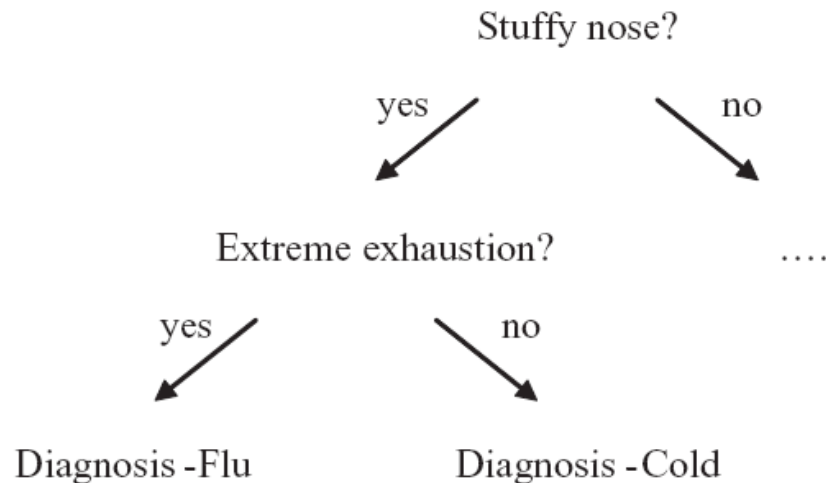 Stuffy nose?
yes
no
Extreme exhaustion?
....
yes
no
Diagnosis -Flu
Diagnosis -Cold